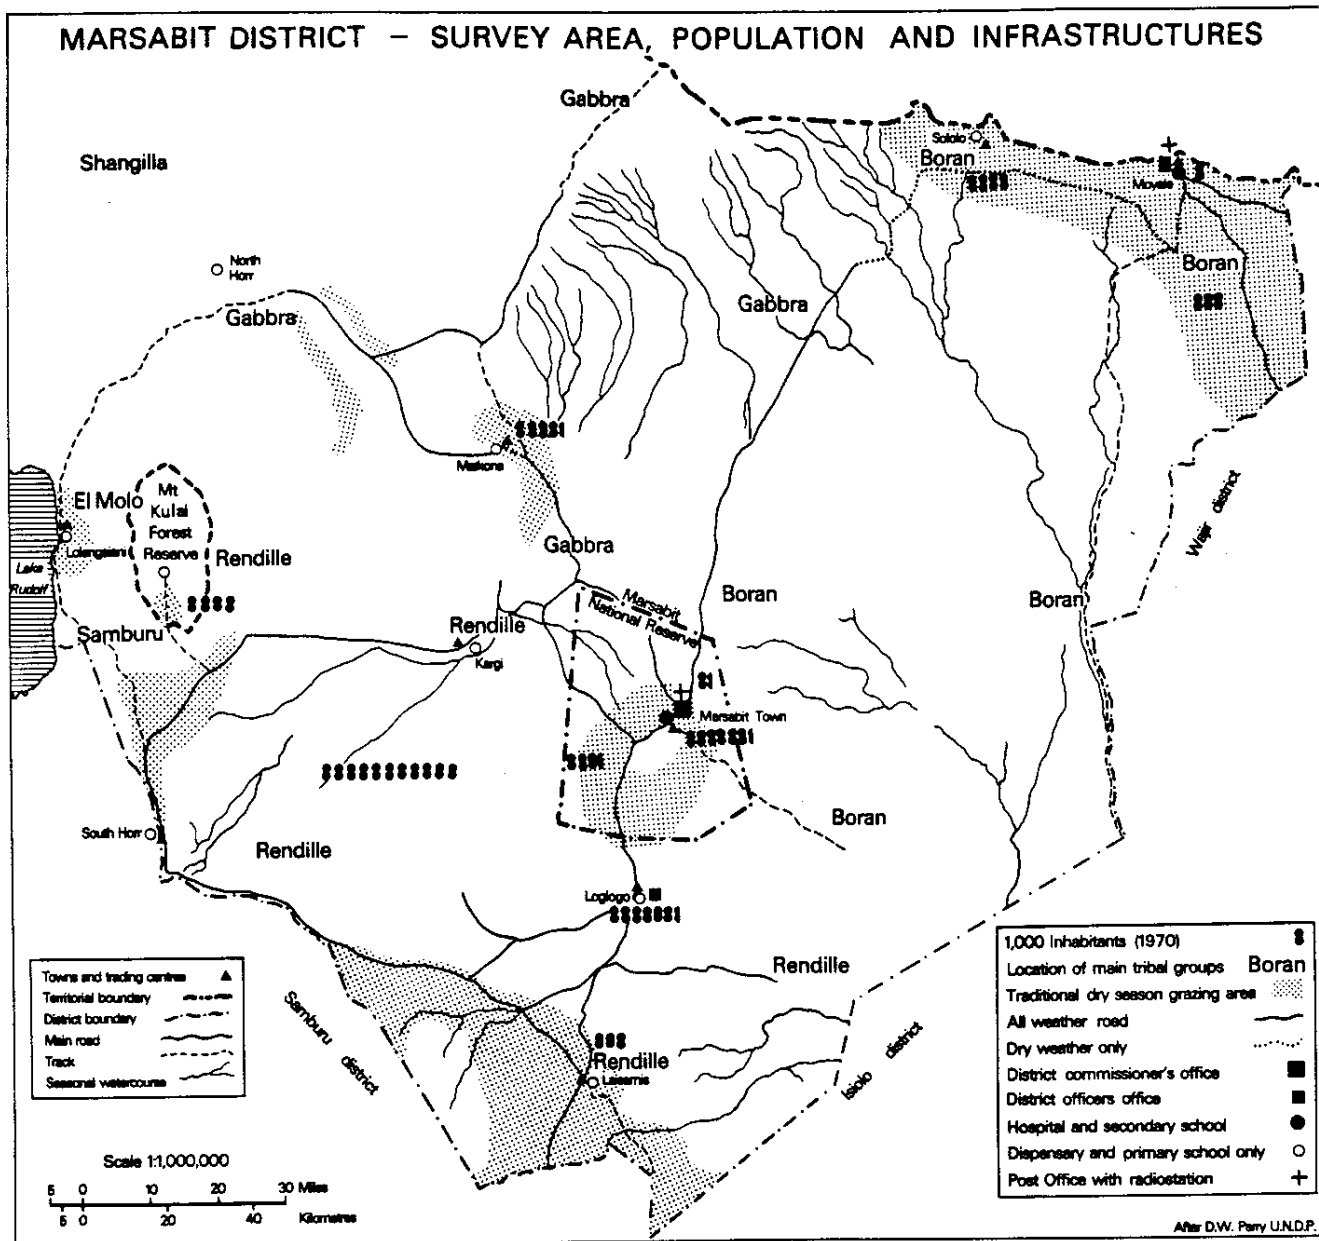 MARSABIT DISTRICT – SURVEY AREA, POPULATION AND INFRASTRUCTURES
Gabbra
Shangilla
Sololo
Boran
Moyale
North
Horr
Boran
Gabbra
Gabbra
Maikona
El Molo
Mt
Kulal
Forest
Reserve
Loiengalani
Rendille
Lake
Rudolf
Gabbra
Wajir district
Marsabit
National Reserve
Boran
Boran
Samburu
Rendille
Kargi
Marsabit Town
South Horr
Rendille
Boran
Loglogo
Rendille
Samburu district
Rendille
Laisamis
Isiolo district
Towns and trading centres
Territorial boundary
District boundary
Main road
Track
Seasonal watercourse
Scale 1:1,000,000
5 0 10 20 30 Miles
5 0 20 40 Kilometres
1,000 Inhabitants (1970)
Location of main tribal groups Boran
Traditional dry season grazing area
All weather road
Dry weather only
District commissioner's office
District officers office
Hospital and secondary school
Dispensary and primary school only
Post Office with radiostation
After D.W. Parry U.N.D.P.